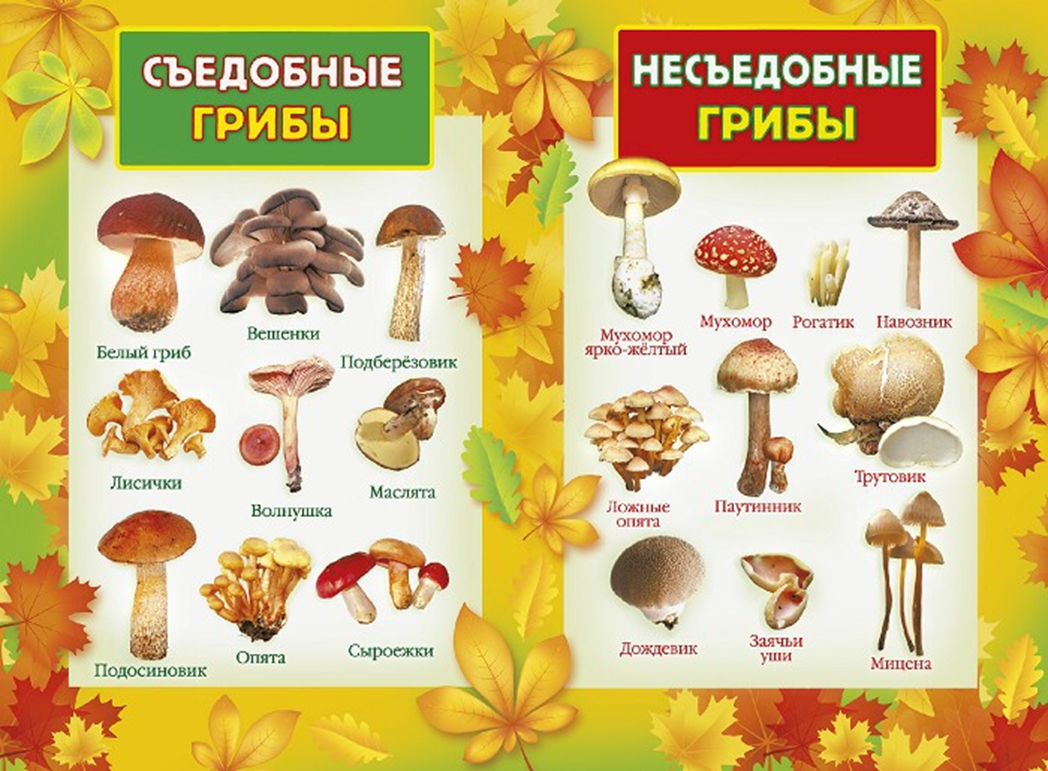 СЪЕДОБНЫЕ
ГРИБЫ
Белый гриб
Вешенки
Подберёзовик
Лисички
Волнушка
Маслята
Подосиновик
Опята
Сыроежки
НЕСЪЕДОБНЫЕ
ГРИБЫ
Мухомор
ярко-жёлтый
Мухомор
Рогатик
Навозник
Ложные
опята
Паутинник
Трутовик
Дождевик
Заячьи
уши
Мицена